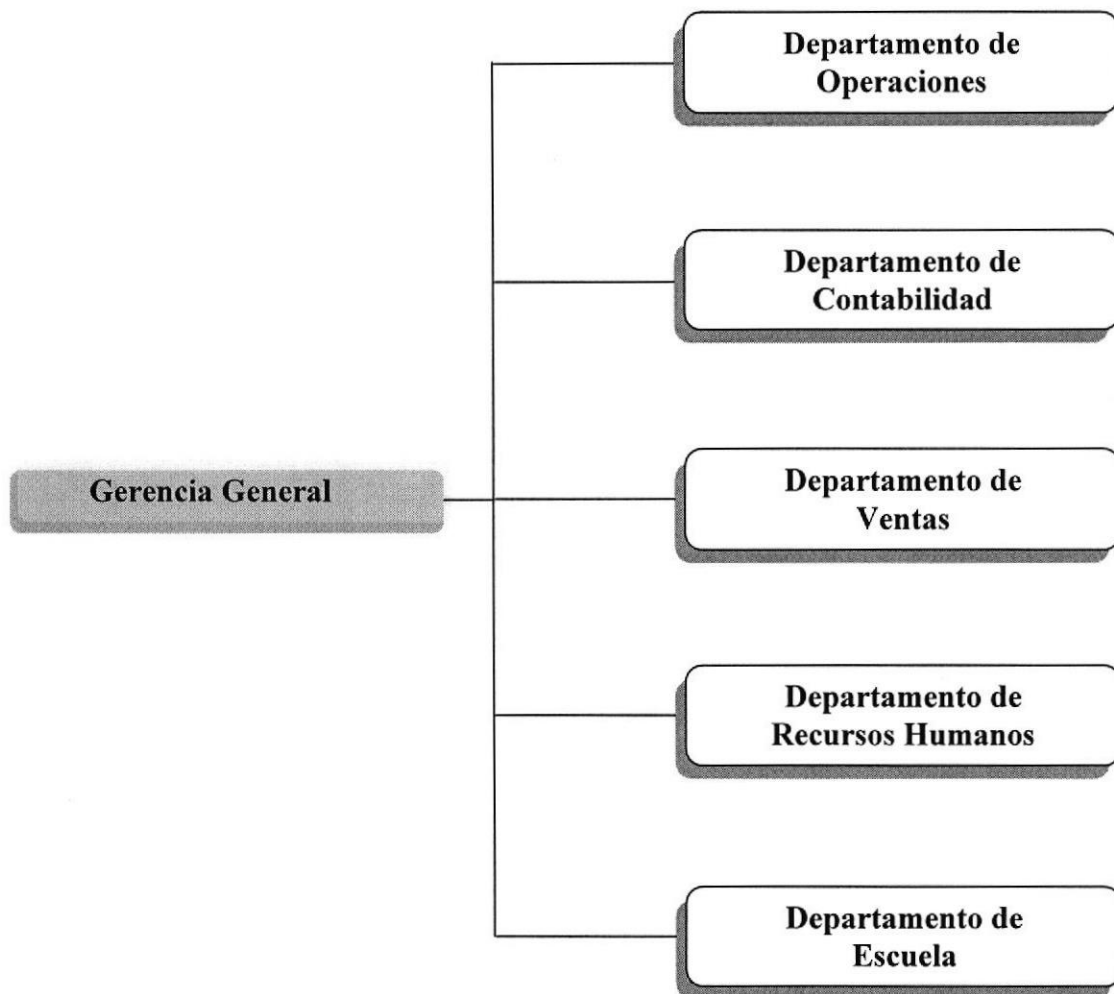 Departamento de
Operaciones
Departamento de
Contabilidad
Gerencia General
Departamento de
Ventas
Departamento de
Recursos Humanos
Departamento de
Escuela